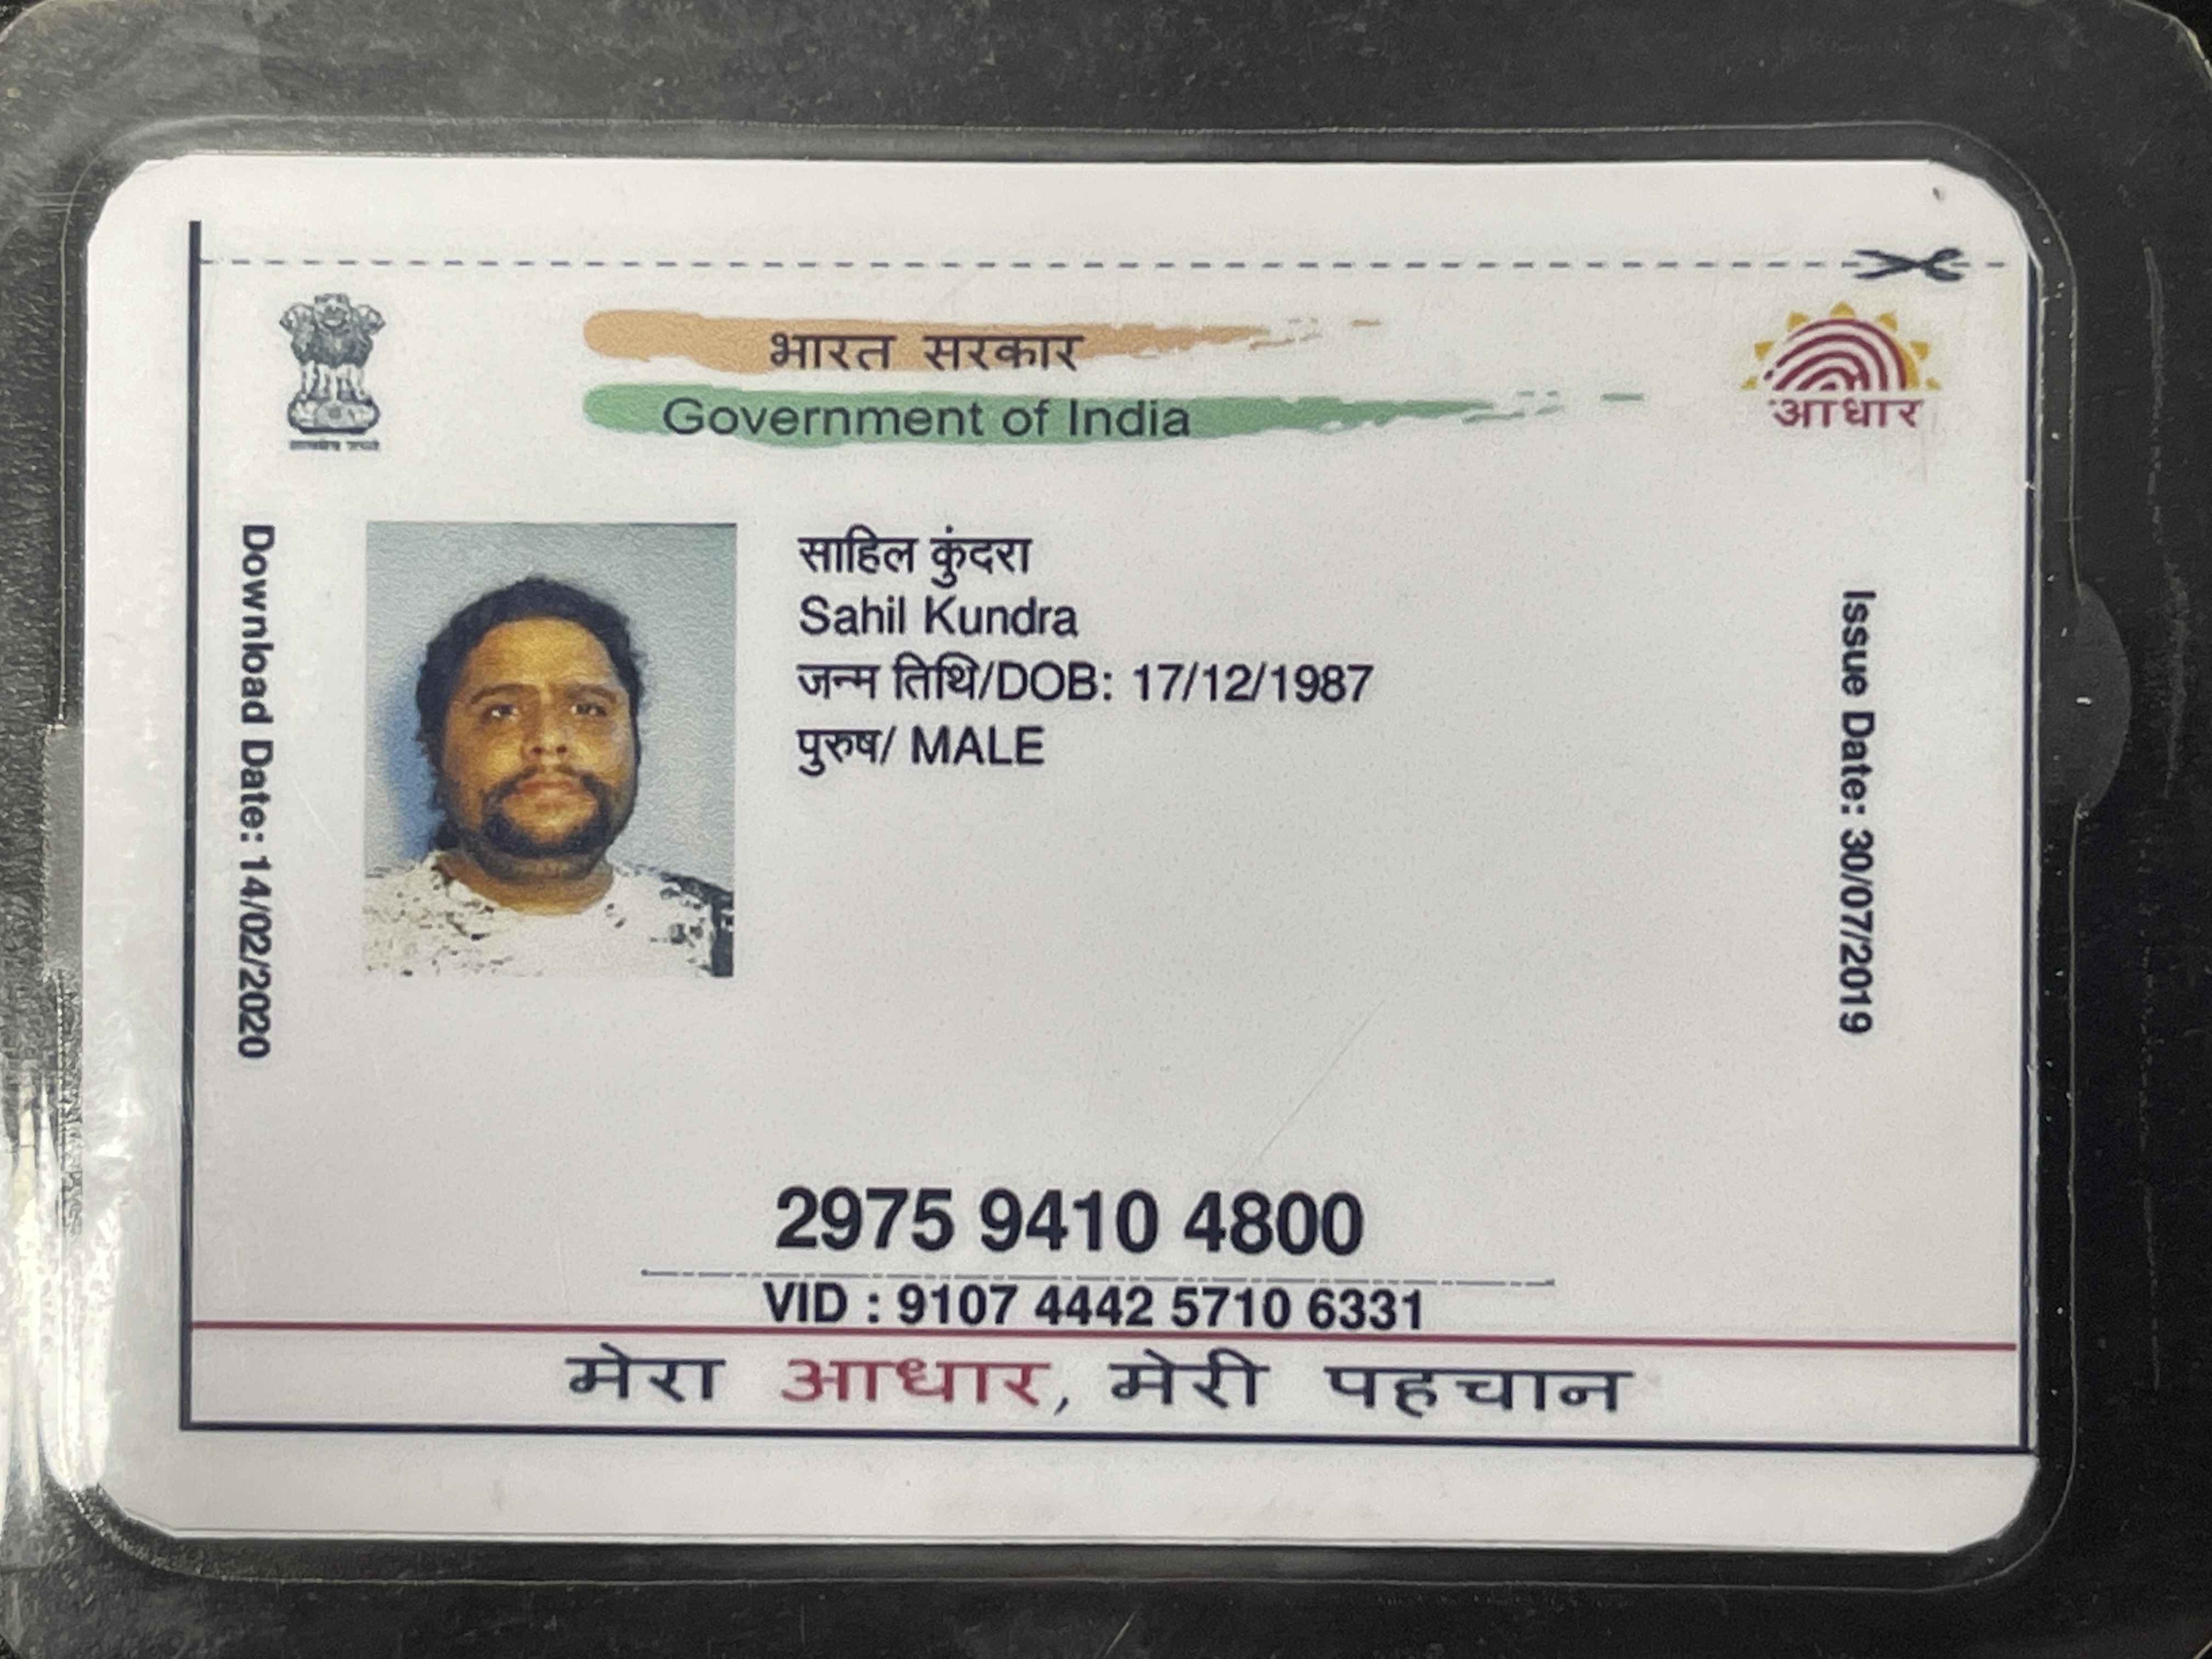 भारत सरकार
Government of India
आधार
Download Date: 14/02/2020
साहिल कुंदरा
Sahil Kundra
जन्म तिथि/DOB: 17/12/1987
पुरुष/ MALE
Issue Date: 30/07/2019
2975 9410 4800
VID : 9107 4442 5710 6331
मेरा आधार, मेरी पहचान